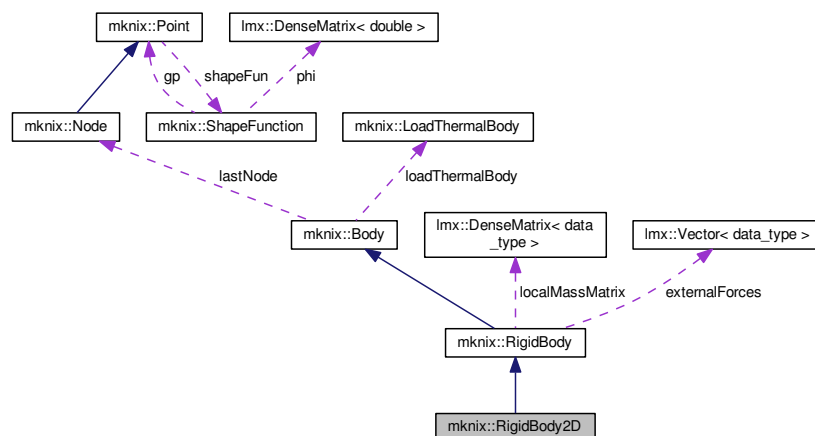 mknix::Point
lmx::DenseMatrix< double >
gp
shapeFun
phi
mknix::Node
mknix::ShapeFunction
mknix::LoadThermalBody
lastNode
loadThermalBody
mknix::Body
lmx::DenseMatrix< data
_type >
lmx::Vector< data_type >
localMassMatrix
externalForces
mknix::RigidBody
mknix::RigidBody2D